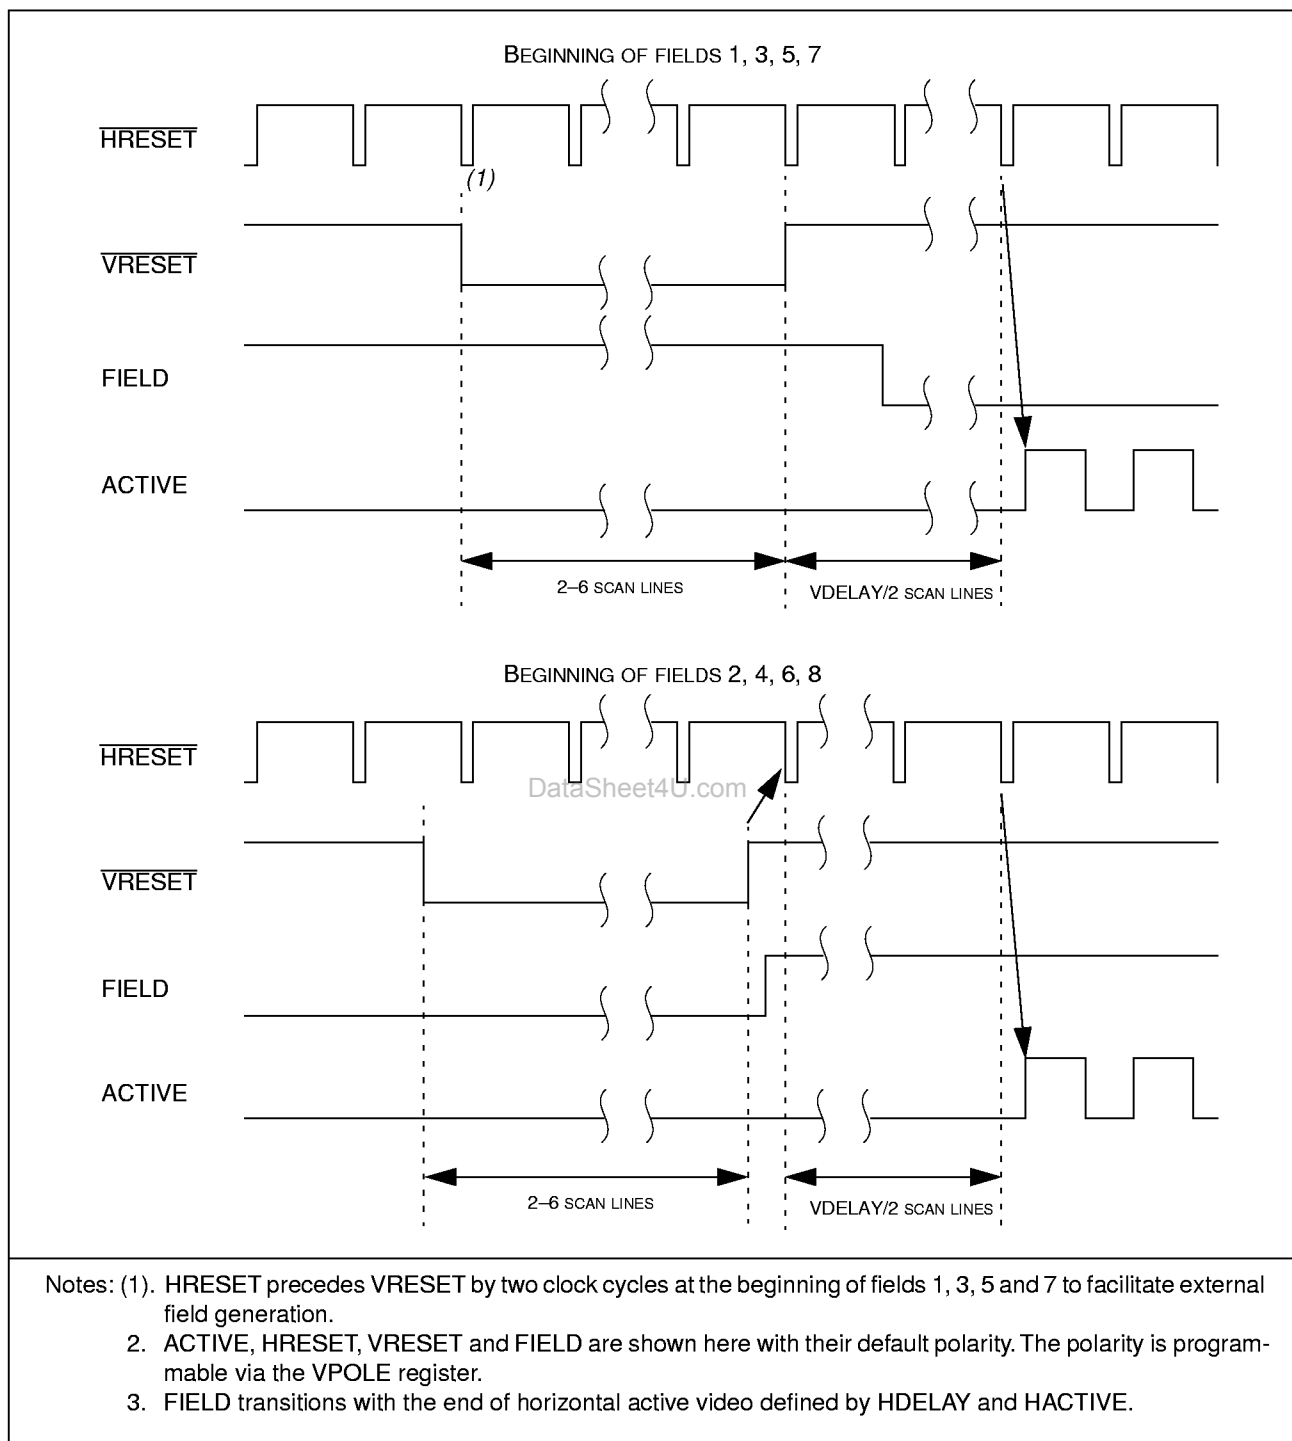 BEGINNING OF FIELDS 1, 3, 5, 7
HRESET
(1)
VRESET
FIELD
ACTIVE
2–6 SCAN LINES
VDELAY/2 SCAN LINES
BEGINNING OF FIELDS 2, 4, 6, 8
HRESET
DataSheet4U.com
VRESET
FIELD
ACTIVE
2–6 SCAN LINES
VDELAY/2 SCAN LINES
Notes: (1). HRESET precedes VRESET by two clock cycles at the beginning of fields 1, 3, 5 and 7 to facilitate external
field generation.
2. ACTIVE, HRESET, VRESET and FIELD are shown here with their default polarity. The polarity is program-
mable via the VPOLE register.
3. FIELD transitions with the end of horizontal active video defined by HDELAY and HACTIVE.